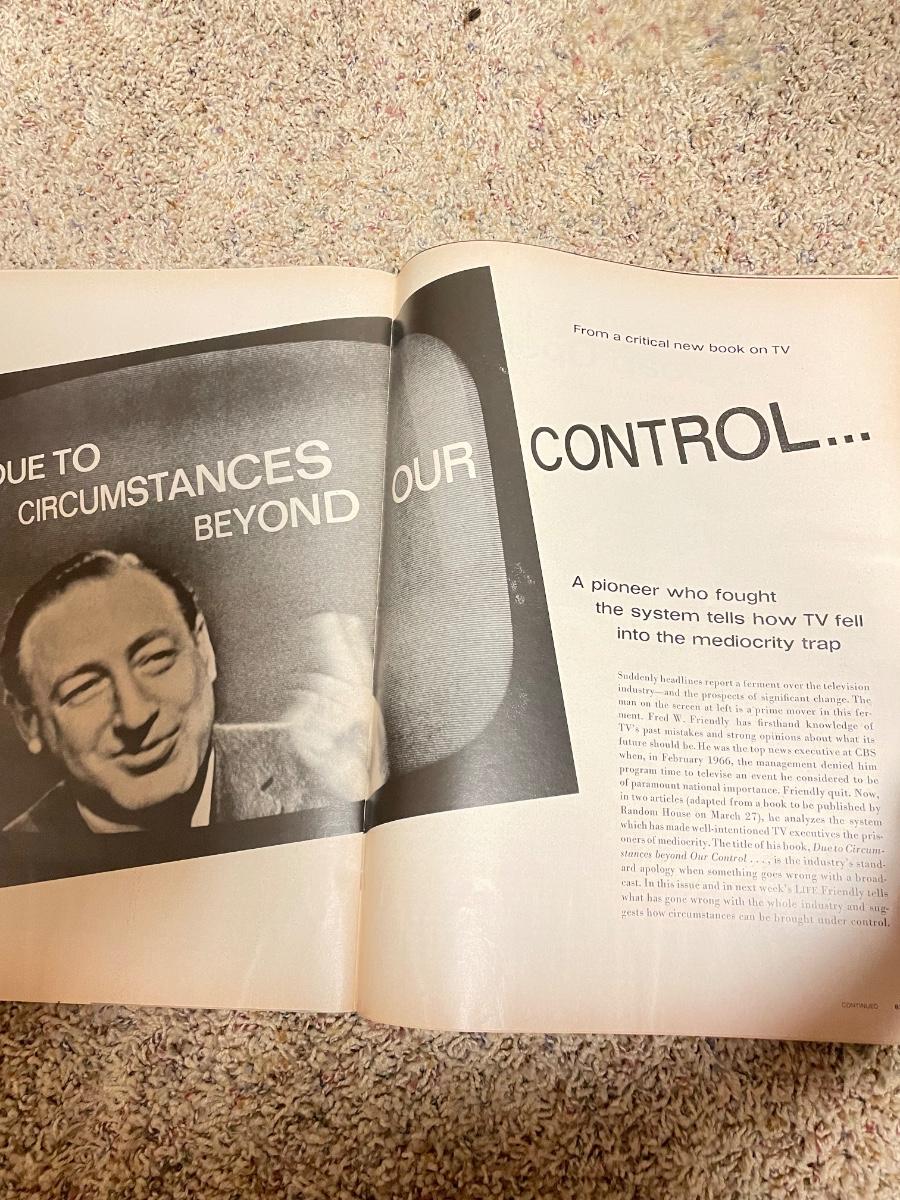 DUE TO
CIRCUMSTANCES
BEYOND OUR CONTROL...
From a critical new book on TV
A pioneer who fought
the system tells how TV fell
into the mediocrity trap
Suddenly headlines report a ferment over the television
industry—and the prospects of significant change. The
man on the screen at left is a prime mover in this fer-
ment. Fred W. Friendly has firsthand knowledge of
TV's past mistakes and strong opinions about what its
future should be. He was the top news executive at CBS
when, in February 1966, the management denied him
program time to televise an event he considered to be
of paramount national importance. Friendly quit. Now,
in two articles (adapted from a book to be published by
Random House on March 27), he analyzes the system
which has made well-intentioned TV executives the pris-
oners of mediocrity. The title of his book, Due to Circum-
stances beyond Our Control . . . , is the industry's stand-
ard apology when something goes wrong with a broad-
cast. In this issue and in next week's LIFE Friendly tells
what has gone wrong with the whole industry and sug-
gests how circumstances can be brought under control.
CONTINUED